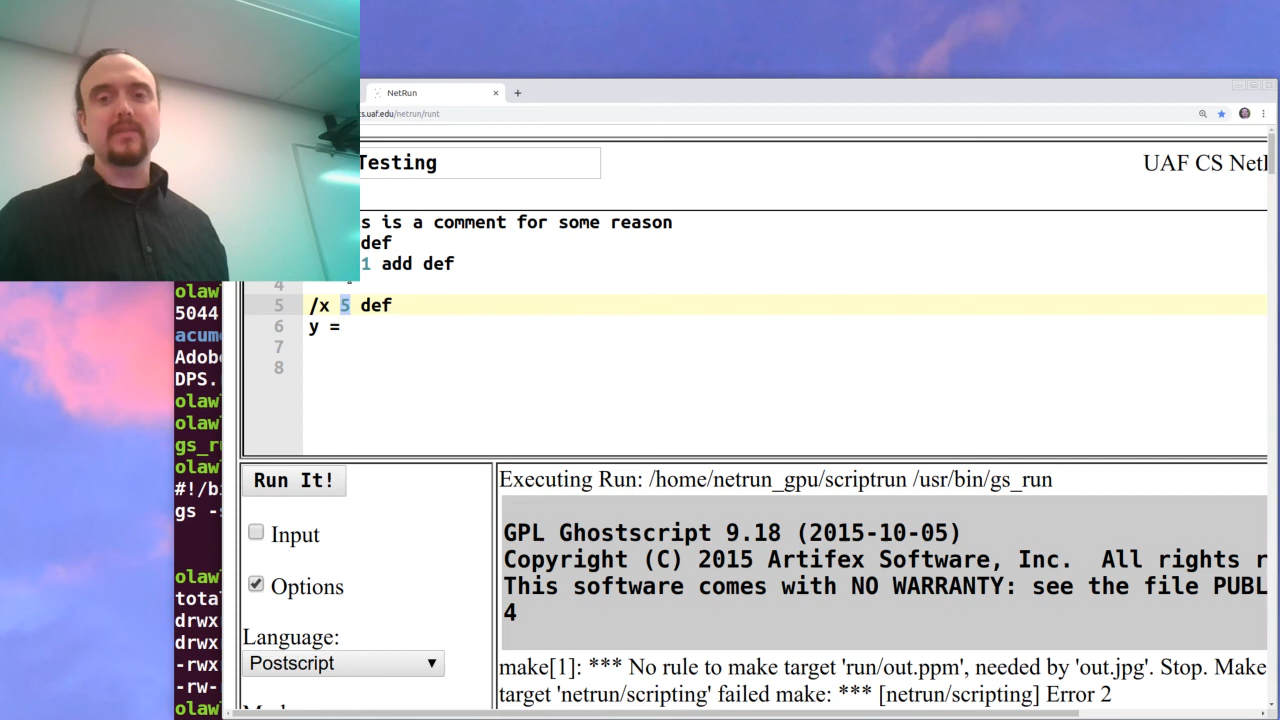 NetRun
s.uaf.edu/netrun/runt
Testing
UAF CS Net
s is a comment for some reason
def
1 add def
4
5 /x 5 def
6 y =
7
8
olaw
5044
acum
Adob
DPS.
olaw
olaw
gs_r
olaw
#!/bi
gs -
olaw
tota
drwx
drwx
-rwx
-rw-
olaw
Run It!
Input
Options
Language:
Postscript
Executing Run: /home/netrun_gpu/scriptrun /usr/bin/gs_run
GPL Ghostscript 9.18 (2015-10-05)
Copyright (C) 2015 Artifex Software, Inc. All rights r
This software comes with NO WARRANTY: see the file PUBL
4
make[1]: *** No rule to make target 'run/out.ppm', needed by 'out.jpg'. Stop. Make
target 'netrun/scripting' failed make: *** [netrun/scripting] Error 2